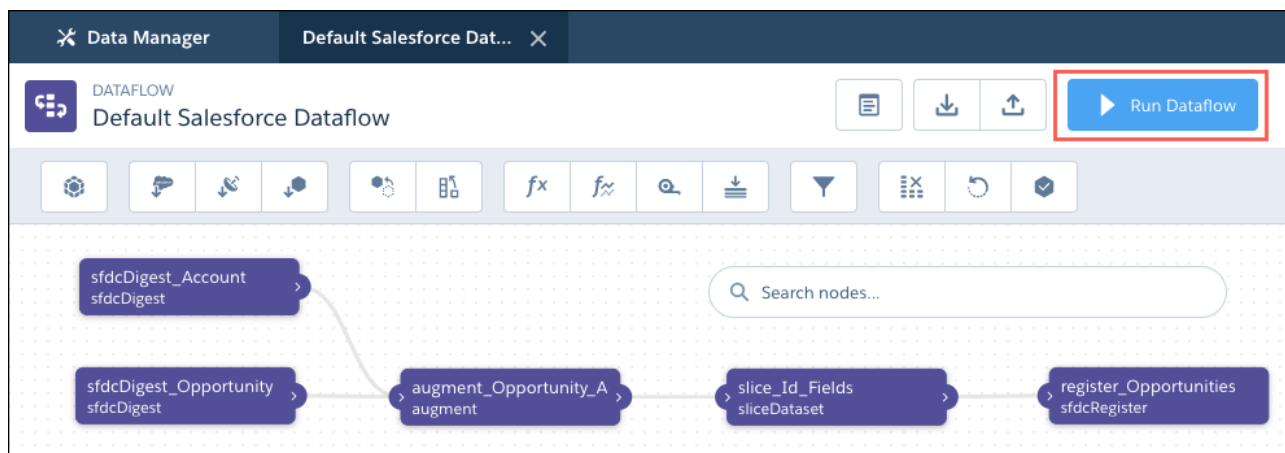 Data Manager
Default Salesforce Dat...
DATAFLOW
Default Salesforce Dataflow
Run Dataflow
fx
f
sfdcDigest_Account
sfdcDigest
Search nodes...
sfdcDigest_Opportunity
sfdcDigest
augment_Opportunity_A
augment
slice_Id_Fields
sliceDataset
register_Opportunities
sfdcRegister